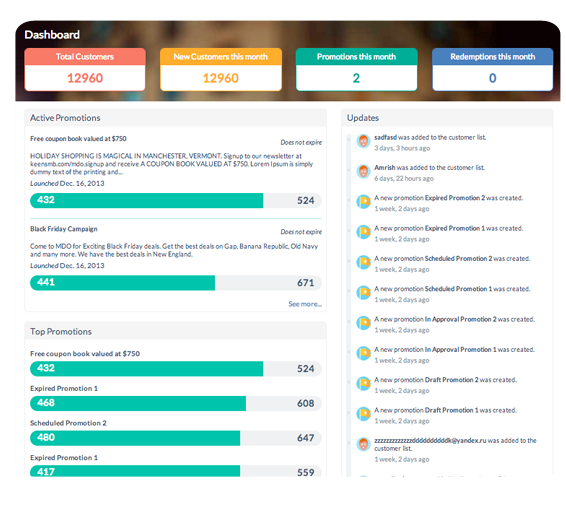 Dashboard
Total Customers
12960
New Customers this month
12960
Promotions this month
2
Redemptions this month
0
Active Promotions
Free coupon book valued at $750
Does not expire
HOLIDAY SHOPPING IS MAGICAL IN MANCHESTER, VERMONT. Signup to our newsletter at
keensmb.com/mdo.signup and receive A COUPON BOOK VALUED AT $750. Lorem Ipsum is simply
dummy text of the printing and...
Launched Dec. 16, 2013
432 524
Black Friday Campaign
Does not expire
Come to MDO for Exciting Black Friday deals. Get the best deals on Gap, Banana Republic, Old Navy
and many more. We have the best deals in New England.
Launched Dec. 16, 2013
441 671
See more...
Top Promotions
Free coupon book valued at $750
432 524
Expired Promotion 1
468 608
Scheduled Promotion 2
480 647
Expired Promotion 1
417 559
Updates
sadfasd was added to the customer list.
3 days, 3 hours ago
Amrish was added to the customer list.
6 days, 22 hours ago
A new promotion Expired Promotion 2 was created.
1 week, 2 days ago
A new promotion Expired Promotion 1 was created.
1 week, 2 days ago
A new promotion Scheduled Promotion 2 was created.
1 week, 2 days ago
A new promotion Scheduled Promotion 1 was created.
1 week, 2 days ago
A new promotion In Approval Promotion 2 was created.
1 week, 2 days ago
A new promotion In Approval Promotion 1 was created.
1 week, 2 days ago
A new promotion Draft Promotion 2 was created.
1 week, 2 days ago
A new promotion Draft Promotion 1 was created.
1 week, 2 days ago
was added to the
customer list.
1 week, 2 days ago